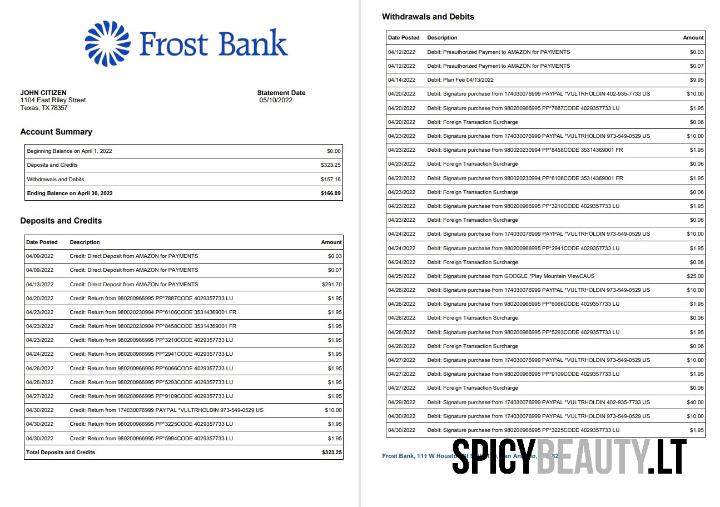 Frost Bank
JOHN CITIZEN
1104 East Riley Street
Texas, TX 78357
Statement Date
05/10/2022
Account Summary
Beginning Balance on April 1, 2022 $0.00
Deposits and Credits $323.25
Withdrawals and Debits $157.16
Ending Balance on April 30, 2022 $166.09
Deposits and Credits
Date Posted Description Amount
04/09/2022 Credit: Direct Deposit from AMAZON for PAYMENTS $0.03
04/09/2022 Credit: Direct Deposit from AMAZON for PAYMENTS $0.07
04/13/2022 Credit: Direct Deposit from AMAZON for PAYMENTS $291.70
04/20/2022 Credit: Return from 980200966995 PP*7887CODE 4029357733 LU $1.95
04/23/2022 Credit: Return from 980020230994 PP*6106CODE 35314369001 FR $1.95
04/23/2022 Credit: Return from 980020230994 PP*8458CODE 35314369001 FR $1.95
04/23/2022 Credit: Return from 980200966995 PP*3210CODE 4029357733 LU $1.95
04/24/2022 Credit: Return from 980200966995 PP*2941CODE 4029357733 LU $1.95
04/26/2022 Credit: Return from 980200966995 PP*6066CODE 4029357733 LU $1.95
04/26/2022 Credit: Return from 980200966995 PP*5293CODE 4029357733 LU $1.95
04/27/2022 Credit: Return from 980200966995 PP*9109CODE 4029357733 LU $1.95
04/30/2022 Credit: Return from 174030076999 PAYPAL *VULTRHOLDIN 973-549-0529 US $10.00
04/30/2022 Credit: Return from 980200966995 PP*3225CODE 4029357733 LU $1.95
04/30/2022 Credit: Return from 980200966995 PP*5984CODE 4029357733 LU $1.95
Total Deposits and Credits $323.25
Withdrawals and Debits
Date Posted Description Amount
04/12/2022 Debit: Preauthorized Payment to AMAZON for PAYMENTS $0.03
04/12/2022 Debit: Preauthorized Payment to AMAZON for PAYMENTS $0.07
04/14/2022 Debit: Plan Fee 04/13/2022 $9.95
04/20/2022 Debit: Signature purchase from 174030076999 PAYPAL *VULTRHOLDIN 402-935-7733 US $10.00
04/20/2022 Debit: Signature purchase from 980200966995 PP*7887CODE 4029357733 LU $1.95
04/20/2022 Debit: Foreign Transaction Surcharge $0.06
04/23/2022 Debit: Signature purchase from 174030076999 PAYPAL *VULTRHOLDIN 973-549-0529 US $10.00
04/23/2022 Debit: Signature purchase from 980020230994 PP*8458CODE 35314369001 FR $1.95
04/23/2022 Debit: Foreign Transaction Surcharge $0.06
04/23/2022 Debit: Signature purchase from 980020230994 PP*6106CODE 35314369001 FR $1.95
04/23/2022 Debit: Foreign Transaction Surcharge $0.06
04/23/2022 Debit: Signature purchase from 980200966995 PP*3210CODE 4029357733 LU $1.95
04/23/2022 Debit: Foreign Transaction Surcharge $0.06
04/24/2022 Debit: Signature purchase from 174030076999 PAYPAL *VULTRHOLDIN 973-549-0529 US $10.00
04/24/2022 Debit: Signature purchase from 980200966995 PP*2941CODE 4029357733 LU $1.95
04/24/2022 Debit: Foreign Transaction Surcharge $0.06
04/25/2022 Debit: Signature purchase from GOOGLE *Play Mountain ViewCAUS $25.00
04/26/2022 Debit: Signature purchase from 174030076999 PAYPAL *VULTRHOLDIN 973-549-0529 US $10.00
04/26/2022 Debit: Signature purchase from 980200966995 PP*6066CODE 4029357733 LU $1.95
04/26/2022 Debit: Foreign Transaction Surcharge $0.06
04/26/2022 Debit: Signature purchase from 980200966995 PP*5293CODE 4029357733 LU $1.95
04/26/2022 Debit: Foreign Transaction Surcharge $0.06
04/27/2022 Debit: Signature purchase from 174030076999 PAYPAL *VULTRHOLDIN 973-549-0529 US $10.00
04/27/2022 Debit: Signature purchase from 980200966995 PP*9109CODE 4029357733 LU $1.95
04/27/2022 Debit: Foreign Transaction Surcharge $0.06
04/29/2022 Debit: Signature purchase from 174030076999 PAYPAL *VULTRHOLDIN 402-935-7733 US $40.00
04/30/2022 Debit: Signature purchase from 174030076999 PAYPAL *VULTRHOLDIN 973-549-0529 US $10.00
04/30/2022 Debit: Signature purchase from 980200966995 PP*3225CODE 4029357733 LU $1.95
Frost Bank, 111 W Houston
SPICYBEAUTY.LT